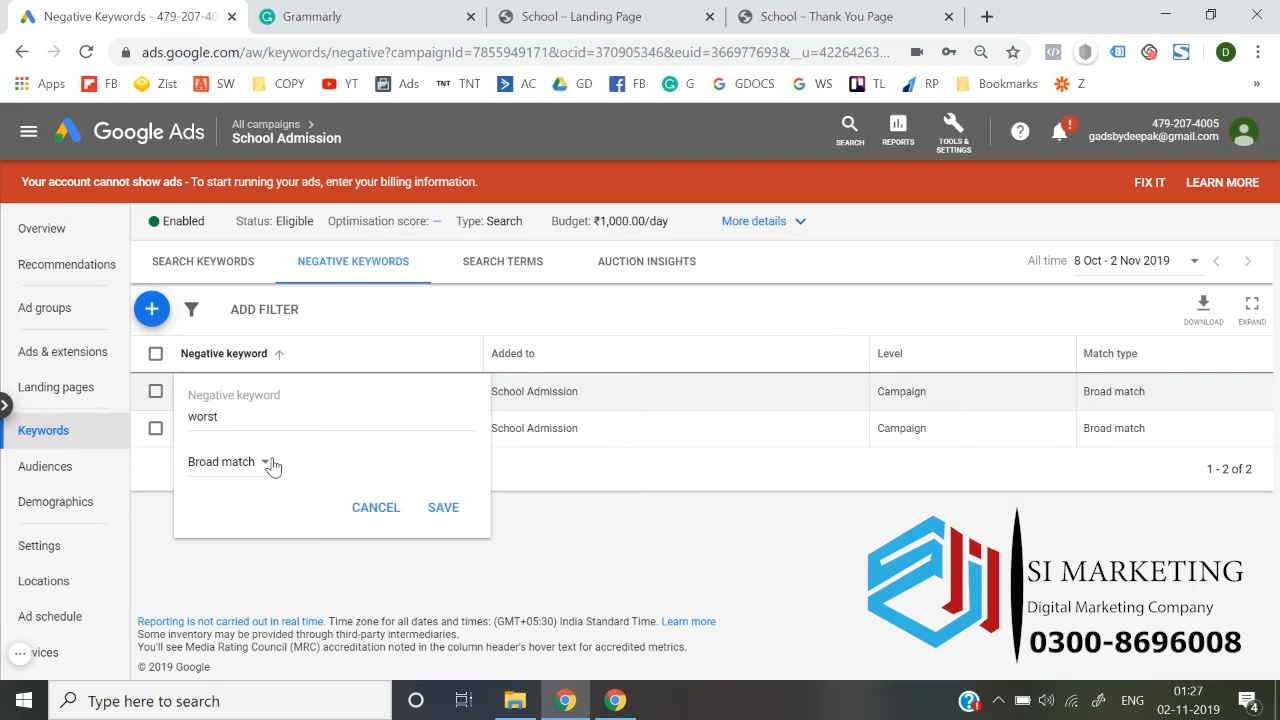 Negative Keywords - 479-207-4
Grammarly
School – Landing Page
School – Thank You Page
ads.google.com/aw/keywords/negative?campaignId=7855949171&ocid=370905346&euid=366977693&__u=42264263...
D
Apps
FB
Zist
SW
COPY
YT
Ads
TNT TNT
AC
GD
FB
G
GDOCS
WS
TL
RP
Bookmarks
Z
»
Google Ads
All campaigns >
School Admission
SEARCH
REPORTS
TOOLS &
SETTINGS
479-207-4005
gadsbydeepak@gmail.com
Your account cannot show ads - To start running your ads, enter your billing information.
FIX IT
LEARN MORE
Overview
Recommendations
Ad groups
Ads & extensions
Landing pages
Keywords
Audiences
Demographics
Settings
Locations
Ad schedule
vices
Enabled
Status: Eligible
Optimisation score: –
Type: Search
Budget: ₹1,000.00/day
More details
SEARCH KEYWORDS
NEGATIVE KEYWORDS
SEARCH TERMS
AUCTION INSIGHTS
All time 8 Oct - 2 Nov 2019
ADD FILTER
DOWNLOAD
EXPAND
Negative keyword
Added to
Level
Match type
School Admission
Campaign
Broad match
School Admission
Campaign
Broad match
1 - 2 of 2
Negative keyword
worst
Broad match
CANCEL
SAVE
SI MARKETING
Digital Marketing Company
0300-8696008
Reporting is not carried out in real time. Time zone for all dates and times: (GMT+05:30) India Standard Time. Learn more
Some inventory may be provided through third-party intermediaries.
You'll see Media Rating Council (MRC) accreditation noted in the column header's hover text for accredited metrics.
© 2019 Google
Type here to search
ENG
01:27
02-11-2019
4